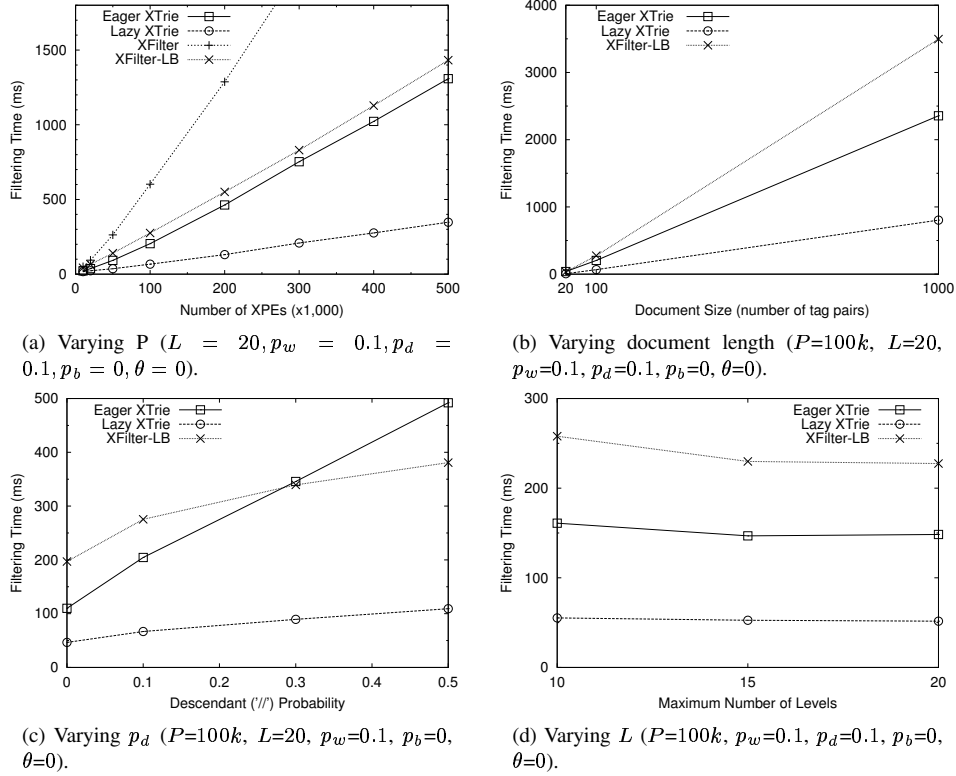 Eager XTrie
Lazy XTrie
XFilter
XFilter-LB
1500
1000
500
0
Filtering Time (ms)
0 100 200 300 400 500
Number of XPEs (x1,000)
(a) Varying P (L = 20, p_w = 0.1, p_d =
0.1, p_b = 0, θ = 0).
Eager XTrie
Lazy XTrie
XFilter-LB
4000
3000
2000
1000
0
Filtering Time (ms)
20 100 1000
Document Size (number of tag pairs)
(b) Varying document length (P=100k, L=20,
p_w=0.1, p_d=0.1, p_b=0, θ=0).
Eager XTrie
Lazy XTrie
XFilter-LB
500
400
300
200
100
0
Filtering Time (ms)
0 0.1 0.2 0.3 0.4 0.5
Descendant ('//') Probability
(c) Varying p_d (P=100k, L=20, p_w=0.1, p_b=0,
θ=0).
Eager XTrie
Lazy XTrie
XFilter-LB
300
200
100
0
Filtering Time (ms)
10 15 20
Maximum Number of Levels
(d) Varying L (P=100k, p_w=0.1, p_d=0.1, p_b=0,
θ=0).